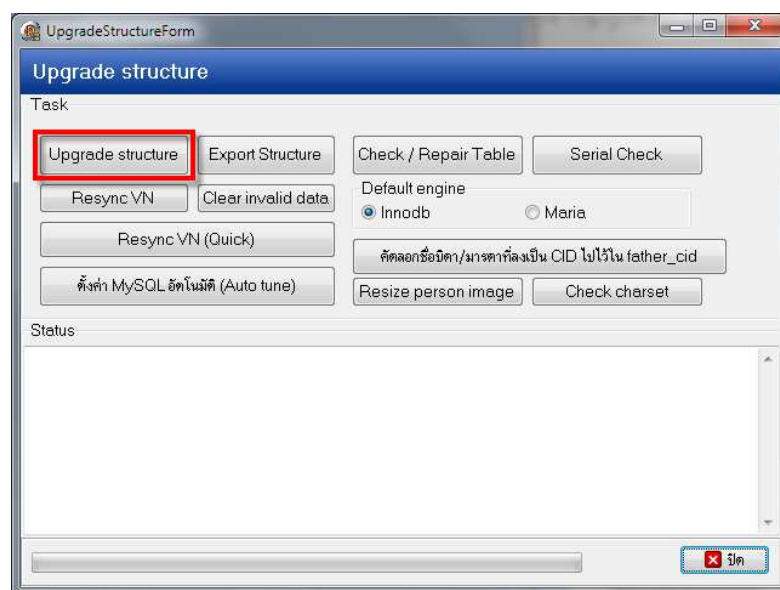 UpgradeStructureForm
Upgrade structure
Task
Upgrade structure
Export Structure
Check / Repair Table
Serial Check
Resync VN
Clear invalid data
Default engine
Innodb
Maria
Resync VN (Quick)
คัดลอกชื่อบิดา/มารดาที่ลงเป็น CID ไปไว้ใน father_cid
ตั้งค่า MySQL อัตโนมัติ (Auto tune)
Resize person image
Check charset
Status
ปิด